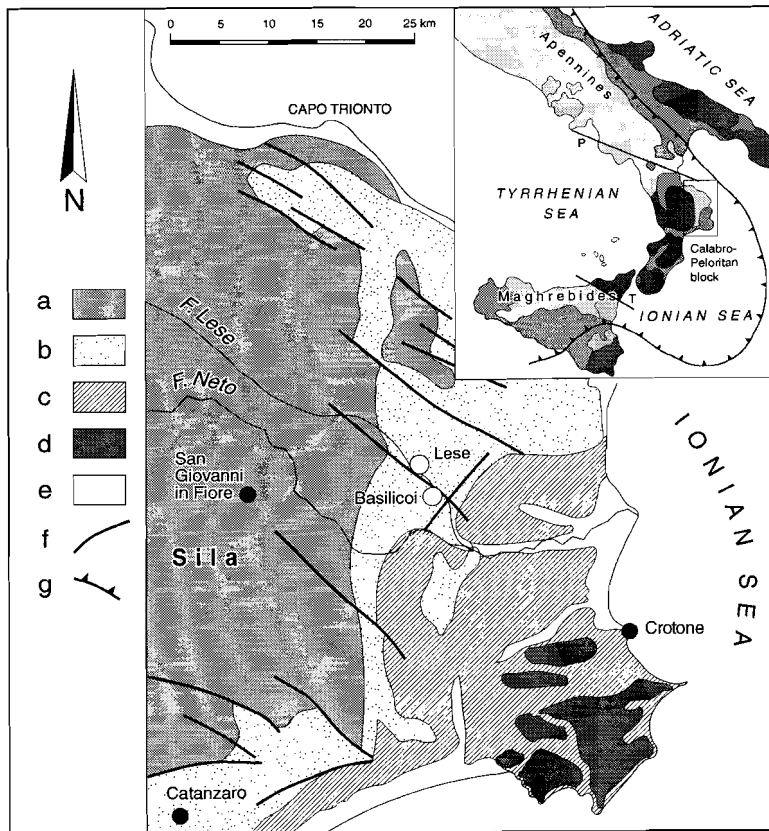 0 5 10 15 20 25 km
CAPO TRIONTO
N
a
b
c
d
e
f
g
F. Lese
F. Neto
San
Giovanni
in Fiore
Sila
Lese
Basilicoi
Crotone
Catanzaro
IONIAN SEA
ADRIATIC SEA
Apennines
P
TYRRHENIAN
SEA
Calabro-
Peloritan
block
Maghrebides
T
IONIAN SEA